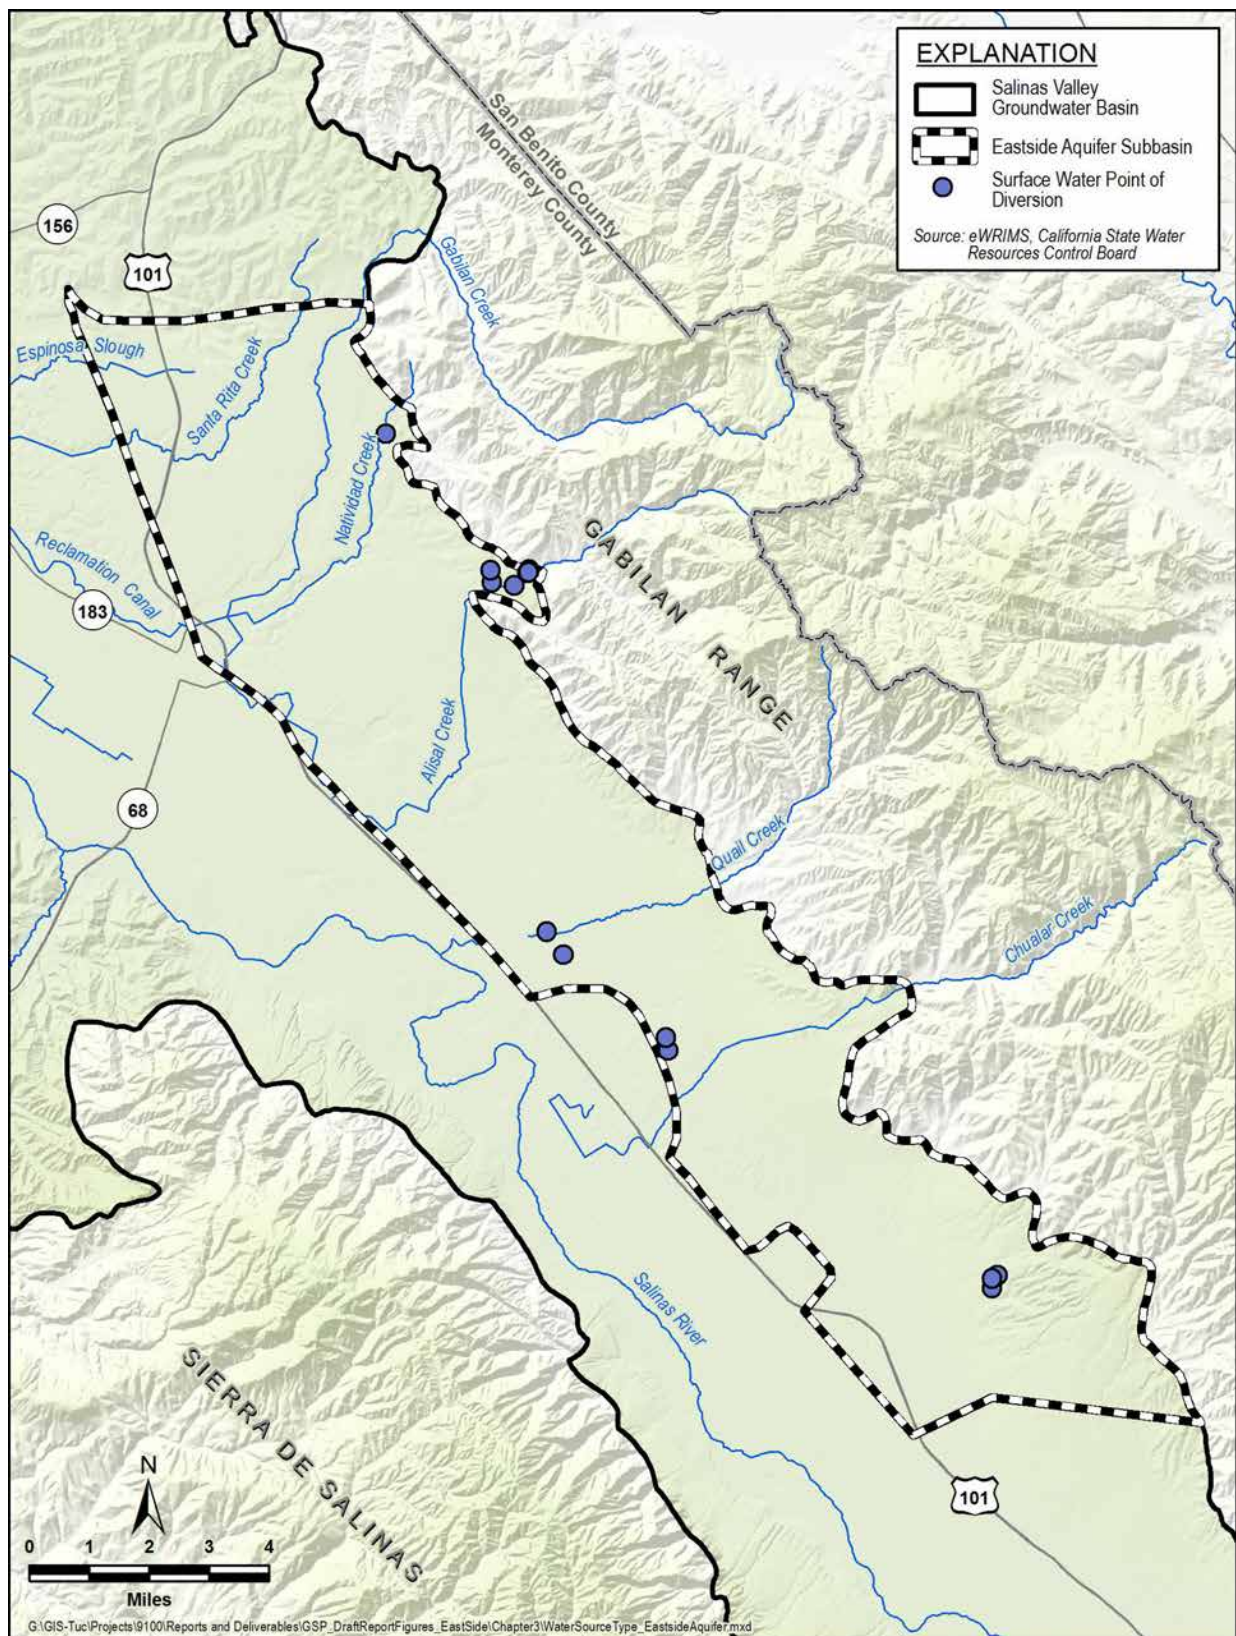 EXPLANATION
Salinas Valley
Groundwater Basin
Eastside Aquifer Subbasin
Surface Water Point of
Diversion
Source: eWRIMS, California State Water
Resources Control Board
San Benito County
Monterey County
156
101
Gabilan Creek
Espinosa Slough
Santa Rita Creek
Natividad Creek
Reclamation Canal
183
GABILAN RANGE
Alisal Creek
68
Quail Creek
Chualar Creek
Salinas River
SIERRA DE SALINAS
101
N
0 1 2 3 4
Miles
G:\GIS-Tuc\Projects\9100\Reports and Deliverables\GSP_DraftReportFigures_EastSide\Chapter3\WaterSourceType_EastsideAquifer.mxd